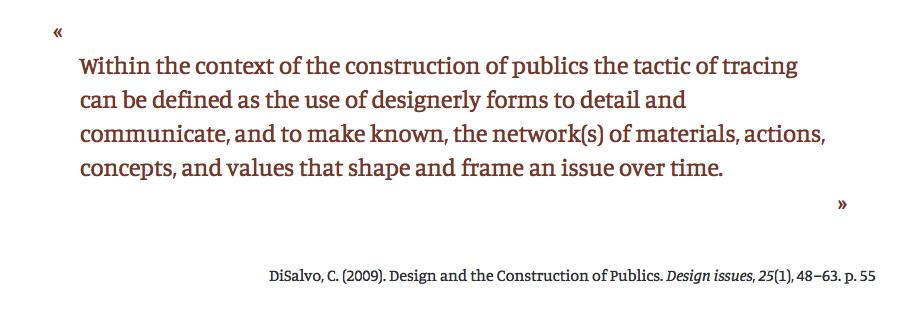 «
Within the context of the construction of publics the tactic of tracing
can be defined as the use of designerly forms to detail and
communicate, and to make known, the network(s) of materials, actions,
concepts, and values that shape and frame an issue over time.
»
DiSalvo, C. (2009). Design and the Construction of Publics. Design issues, 25(1), 48–63. p. 55